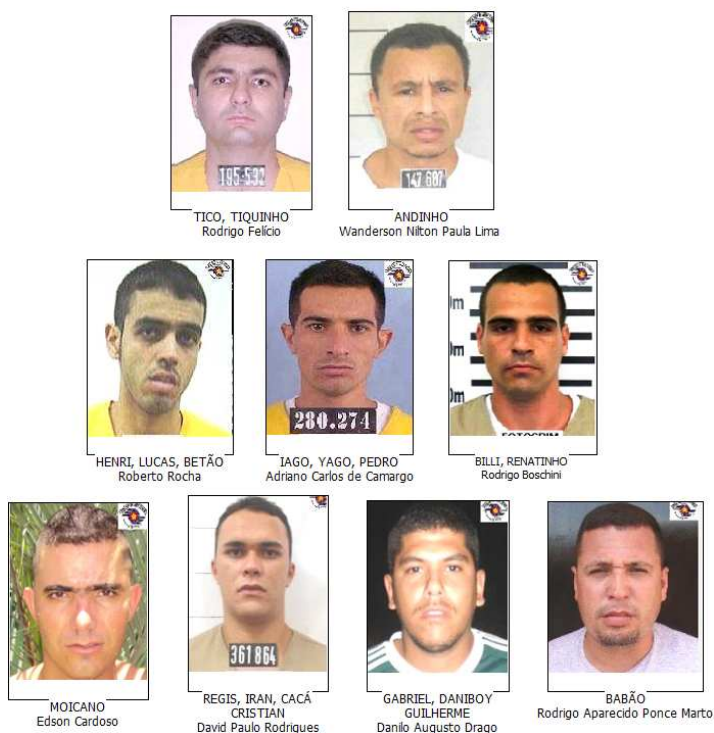 195-532
147 607
TICO, TIQUINHO
Rodrigo Felício
ANDINHO
Wanderson Nilton Paula Lima
280.274
FOTOCRIM
HENRI, LUCAS, BETÃO
Roberto Rocha
IAGO, YAGO, PEDRO
Adriano Carlos de Camargo
BILLI, RENATINHO
Rodrigo Boschini
361864
MOICANO
Edson Cardoso
REGIS, IRAN, CACÁ
CRISTIAN
David Paulo Rodrigues
GABRIEL, DANIBOY
GUILHERME
Danilo Augusto Drago
BABÃO
Rodrigo Aparecido Ponce Marto